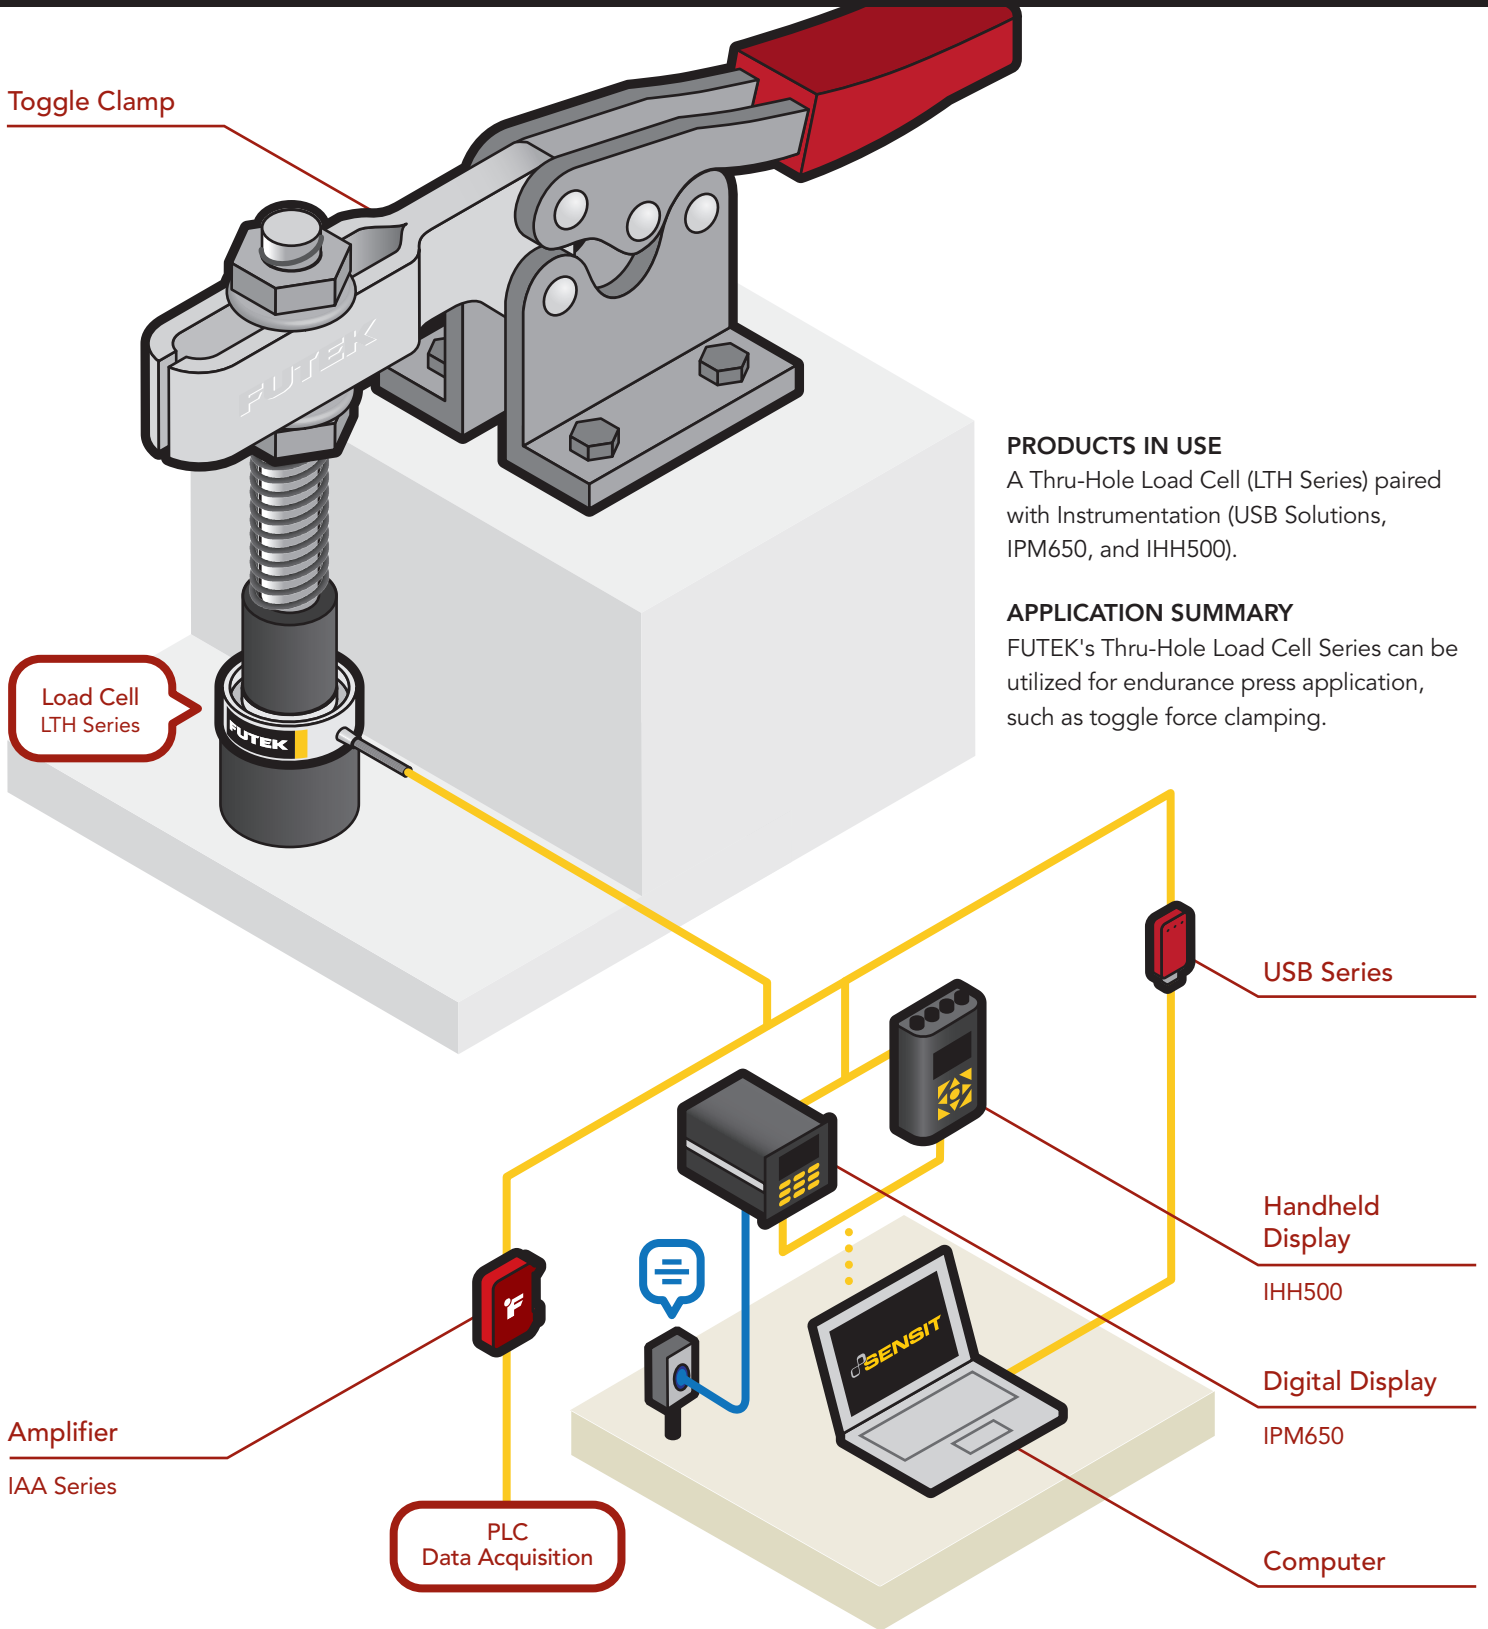 Toggle Clamp
FUTEK
PRODUCTS IN USE
A Thru-Hole Load Cell (LTH Series) paired
with Instrumentation (USB Solutions,
IPM650, and IHH500).
APPLICATION SUMMARY
FUTEK's Thru-Hole Load Cell Series can be
utilized for endurance press application,
such as toggle force clamping.
Load Cell
LTH Series
FUTEK
USB Series
Handheld
Display
IHH500
SENSIT
Digital Display
IPM650
Amplifier
IAA Series
PLC
Data Acquisition
Computer